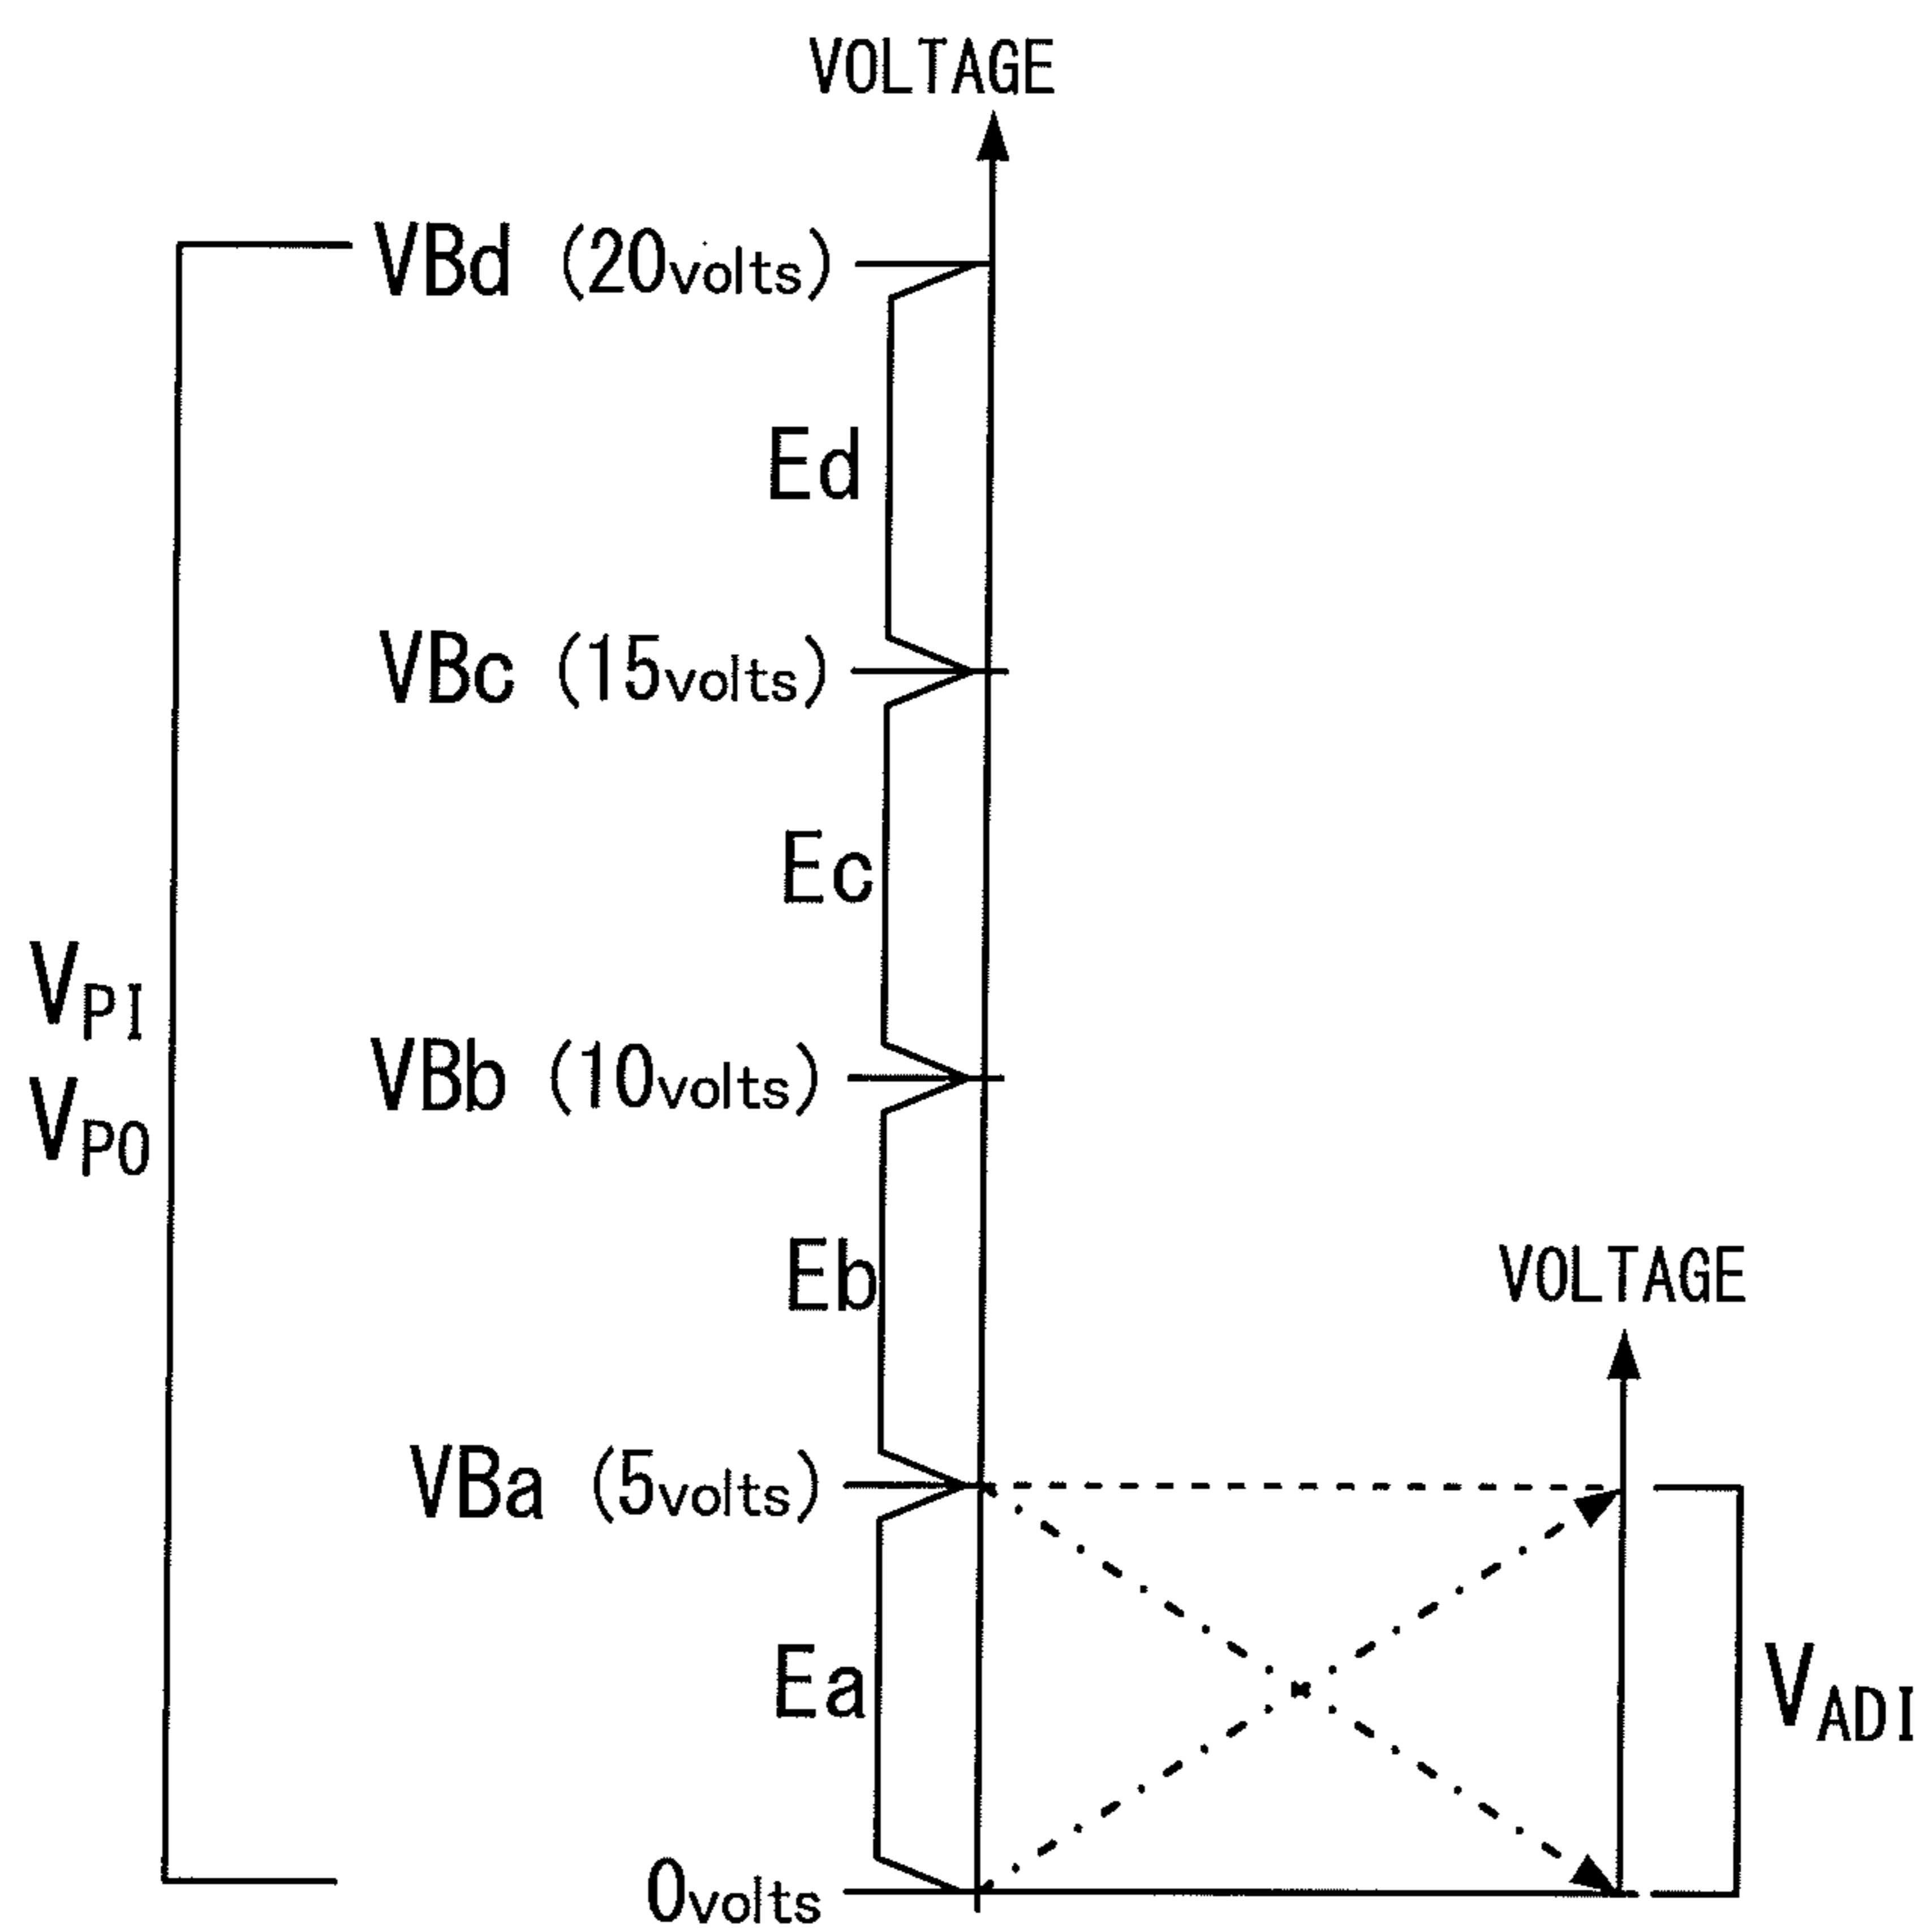 VOLTAGE
VBd (20volts)
Ed
VBc (15volts)
Ec
VPI
VBb (10volts)
VPO
Eb
VOLTAGE
VBa (5volts)
Ea
VADI
0volts